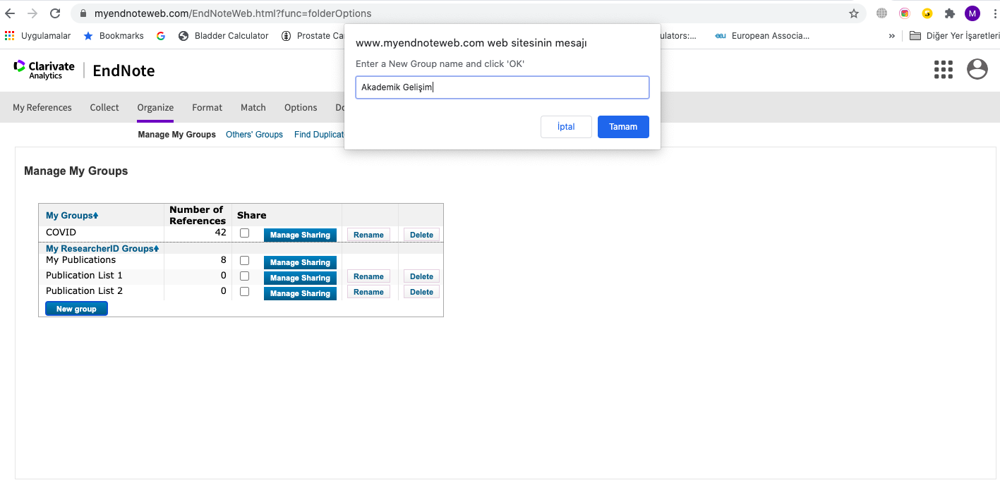 myendnoteweb.com/EndNoteWeb.html?func=folderOptions
M
Uygulamalar Bookmarks Bladder Calculator Prostate Ca ulators:... European Associa... » Diğer Yer İşaretleri
www.myendnoteweb.com web sitesinin mesajı
Enter a New Group name and click 'OK'
Akademik Gelişim
İptal Tamam
Clarivate
Analytics
EndNote
My References Collect Organize Format Match Options Do
Manage My Groups Others' Groups Find Duplicat
Manage My Groups
My Groups Number of References Share
COVID 42 Manage Sharing Rename Delete
My ResearcherID Groups
My Publications 8 Manage Sharing
Publication List 1 0 Manage Sharing Rename Delete
Publication List 2 0 Manage Sharing Rename Delete
New group